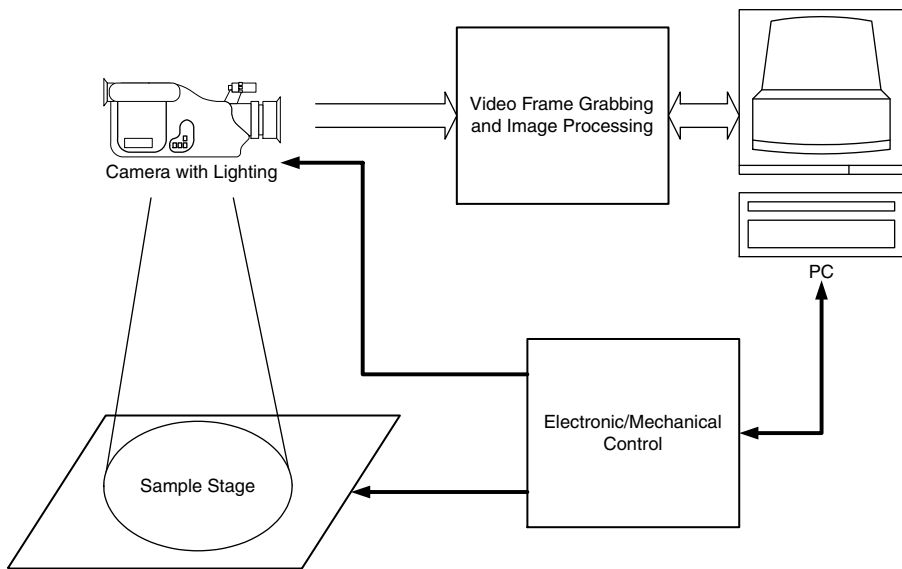 Video Frame Grabbing
and Image Processing
Camera with Lighting
PC
Electronic/Mechanical
Control
Sample Stage